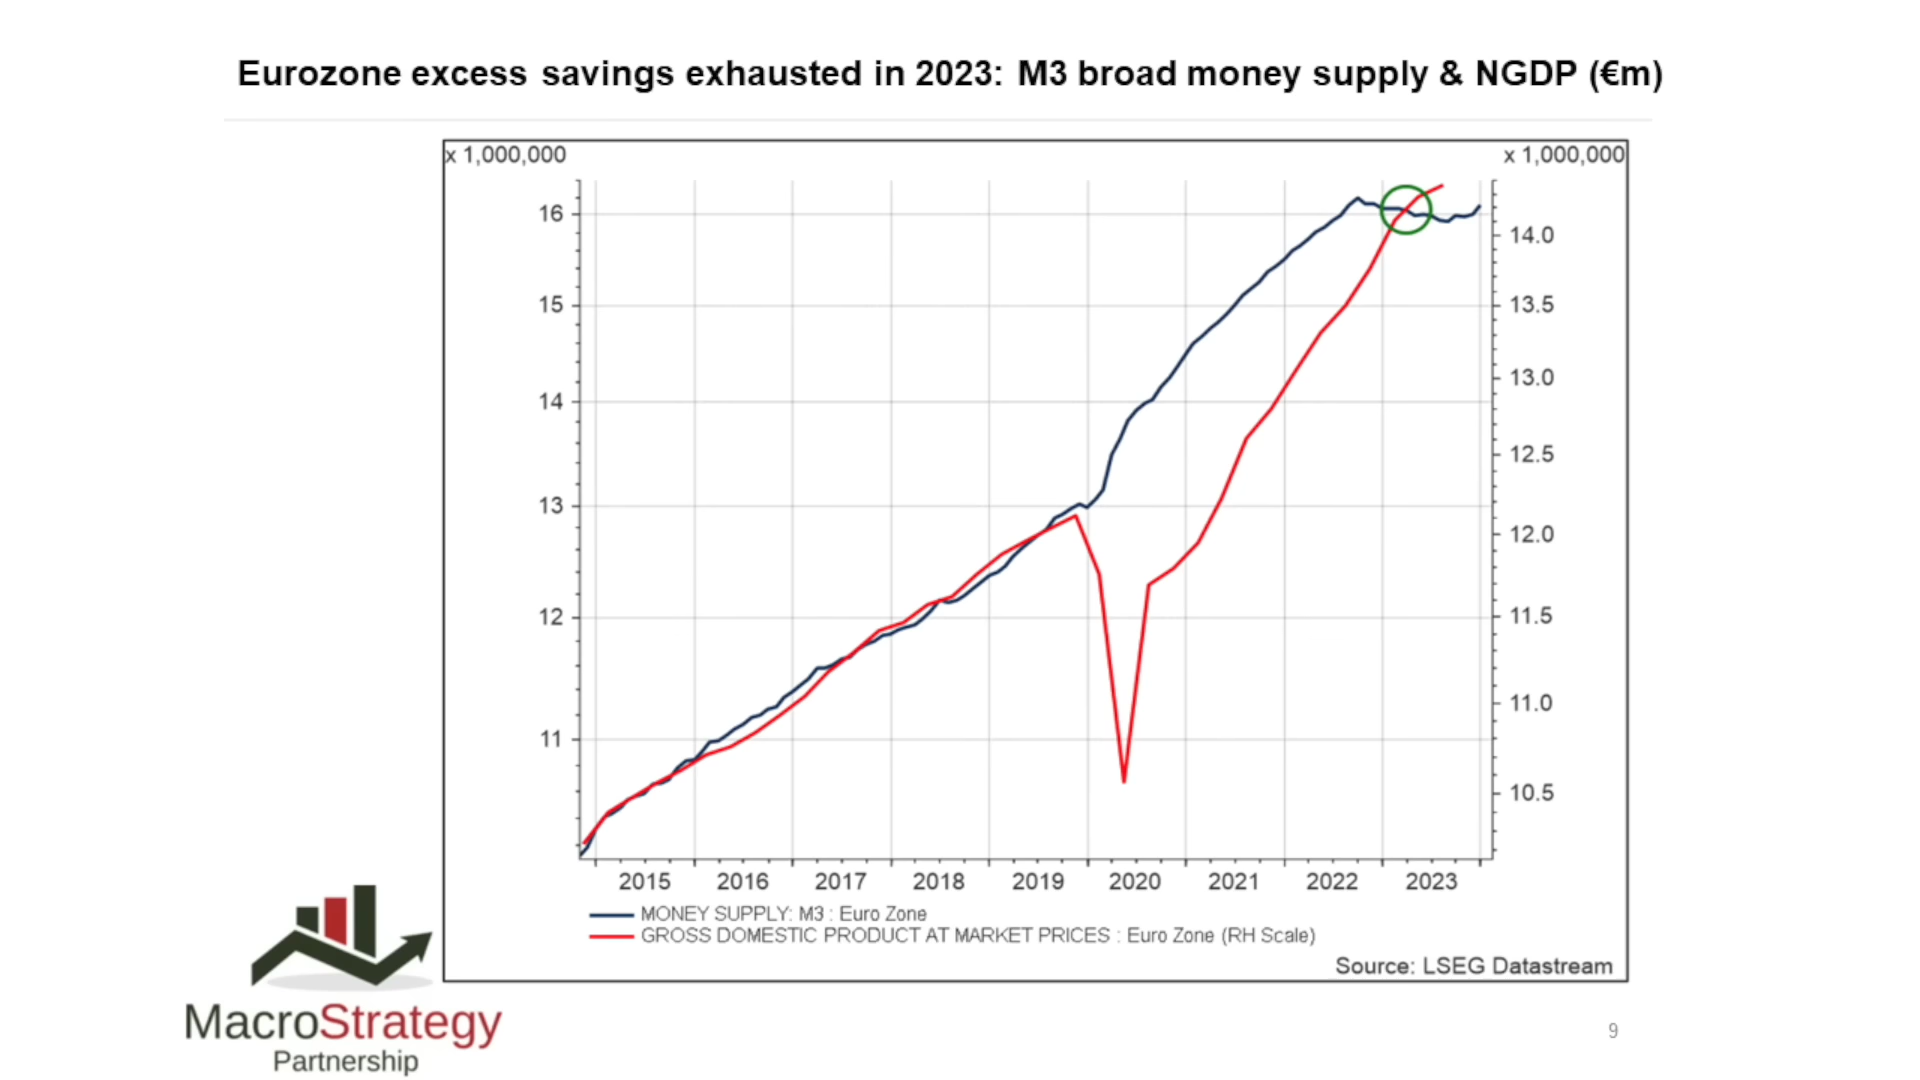 Eurozone excess savings exhausted in 2023: M3 broad money supply & NGDP (€m)
x 1,000,000
x 1,000,000
16
15
14
13
12
11
14.0
13.5
13.0
12.5
12.0
11.5
11.0
10.5
2015 2016 2017 2018 2019 2020 2021 2022 2023
MONEY SUPPLY: M3 : Euro Zone
GROSS DOMESTIC PRODUCT AT MARKET PRICES : Euro Zone (RH Scale)
Source: LSEG Datastream
MacroStrategy
Partnership
9